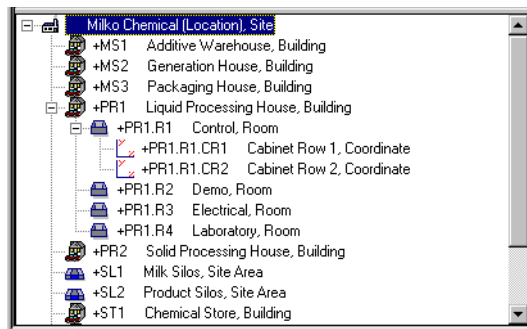 Milko Chemical (Location), Site
+MS1 Additive Warehouse, Building
+MS2 Generation House, Building
+MS3 Packaging House, Building
+PR1 Liquid Processing House, Building
+PR1.R1 Control, Room
+PR1.R1.CR1 Cabinet Row 1, Coordinate
+PR1.R1.CR2 Cabinet Row 2, Coordinate
+PR1.R2 Demo, Room
+PR1.R3 Electrical, Room
+PR1.R4 Laboratory, Room
+PR2 Solid Processing House, Building
+SL1 Milk Silos, Site Area
+SL2 Product Silos, Site Area
+ST1 Chemical Store, Building